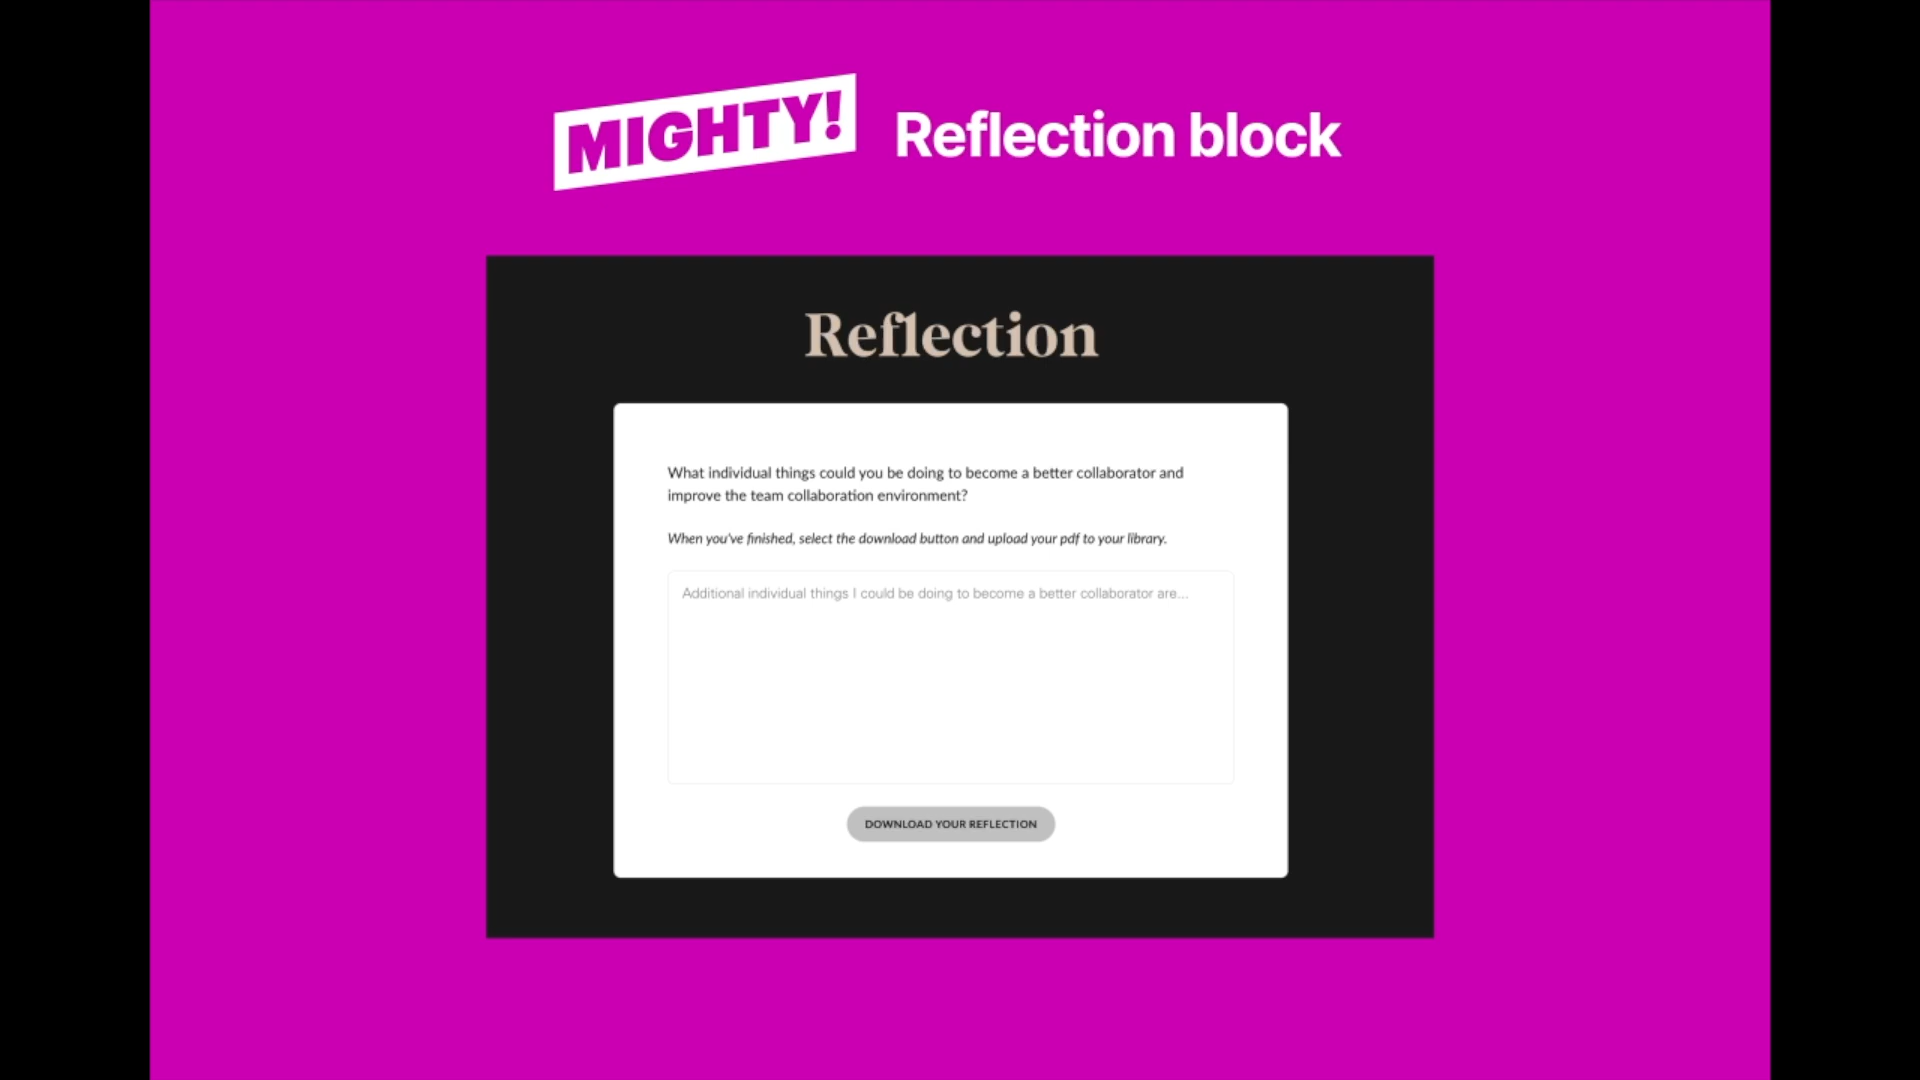 MIGHTY! Reflection block
Reflection
What individual things could you be doing to become a better collaborator and
improve the team collaboration environment?
When you've finished, select the download button and upload your pdf to your library.
Additional individual things I could be doing to become a better collaborator are...
DOWNLOAD YOUR REFLECTION